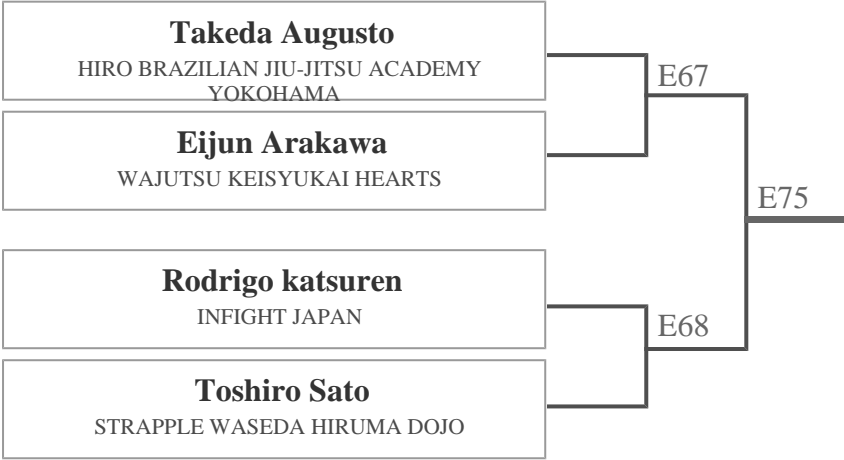 Takeda Augusto
HIRO BRAZILIAN JIU-JITSU ACADEMY
YOKOHAMA
E67
Eijun Arakawa
WAJUTSU KEISYUKAI HEARTS
E75
Rodrigo katsuren
INFIGHT JAPAN
E68
Toshiro Sato
STRAPPLE WASEDA HIRUMA DOJO